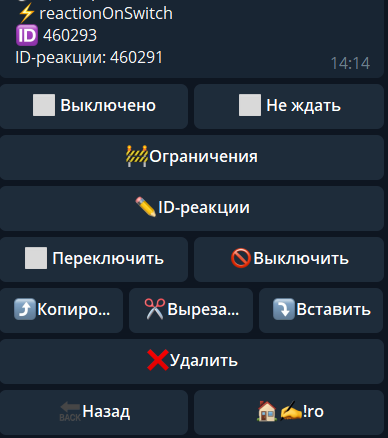 ⚡reactionOnSwitch
🆔 460293
ID-реакции: 460291
14:14
⬜ Выключено
⬜ Не ждать
🚧Ограничения
✏️ID-реакции
⬜ Переключить
🚫Выключить
⤴️Копиро...
✂️Выреза...
⤵️Вставить
❌Удалить
🔙Назад
🏠✍️!ro